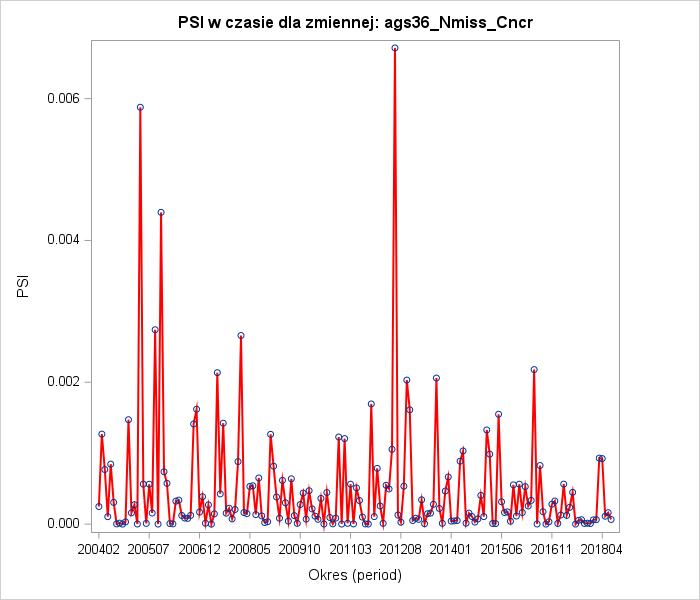 PSI w czasie dla zmiennej: ags36_Nmiss_Cncr
0.006
0.004
0.002
0.000
PSI
200402 200507 200612 200805 200910 201103 201208 201401 201506 201611 201804
Okres (period)